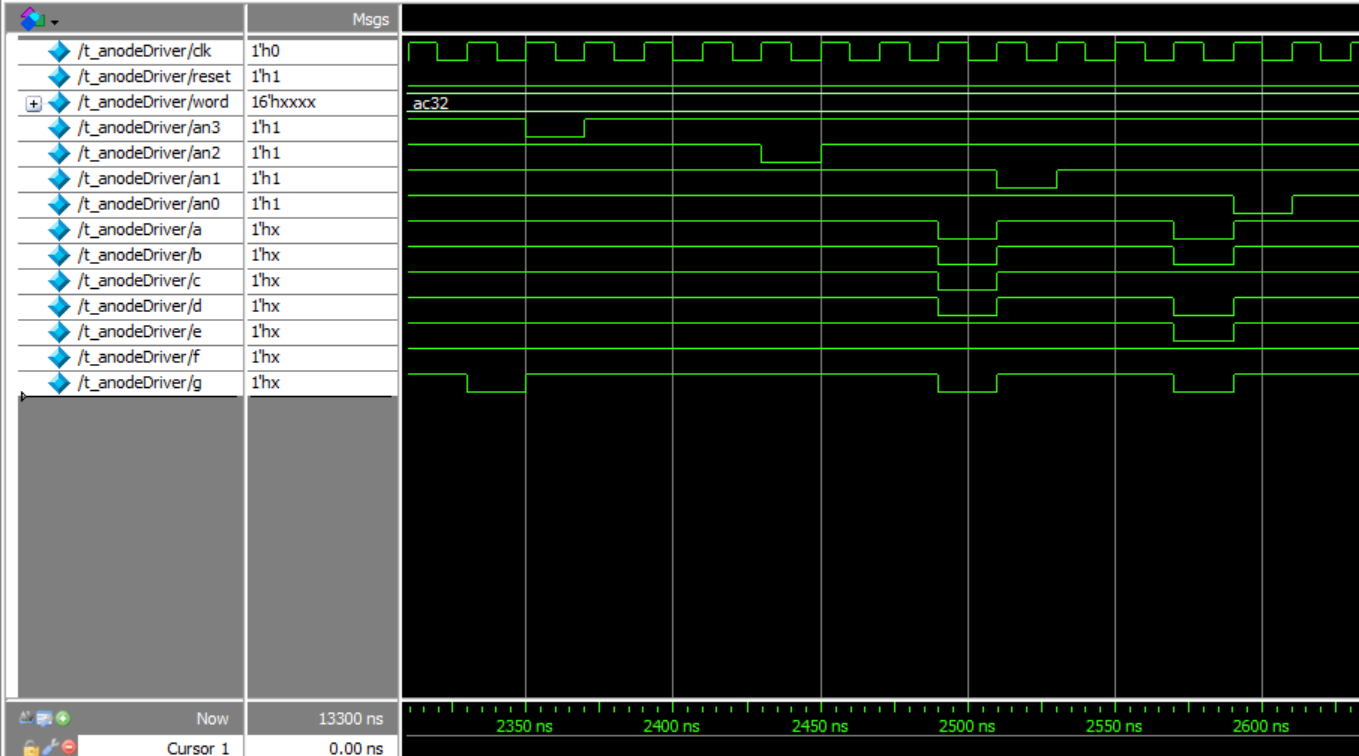 Msgs
/t_anodeDriver/clk 1'h0
/t_anodeDriver/reset 1'h1
/t_anodeDriver/word 16'hxxxx ac32
/t_anodeDriver/an3 1'h1
/t_anodeDriver/an2 1'h1
/t_anodeDriver/an1 1'h1
/t_anodeDriver/an0 1'h1
/t_anodeDriver/a 1'hx
/t_anodeDriver/b 1'hx
/t_anodeDriver/c 1'hx
/t_anodeDriver/d 1'hx
/t_anodeDriver/e 1'hx
/t_anodeDriver/f 1'hx
/t_anodeDriver/g 1'hx
Now 13300 ns 2350 ns 2400 ns 2450 ns 2500 ns 2550 ns 2600 ns
Cursor 1 0.00 ns